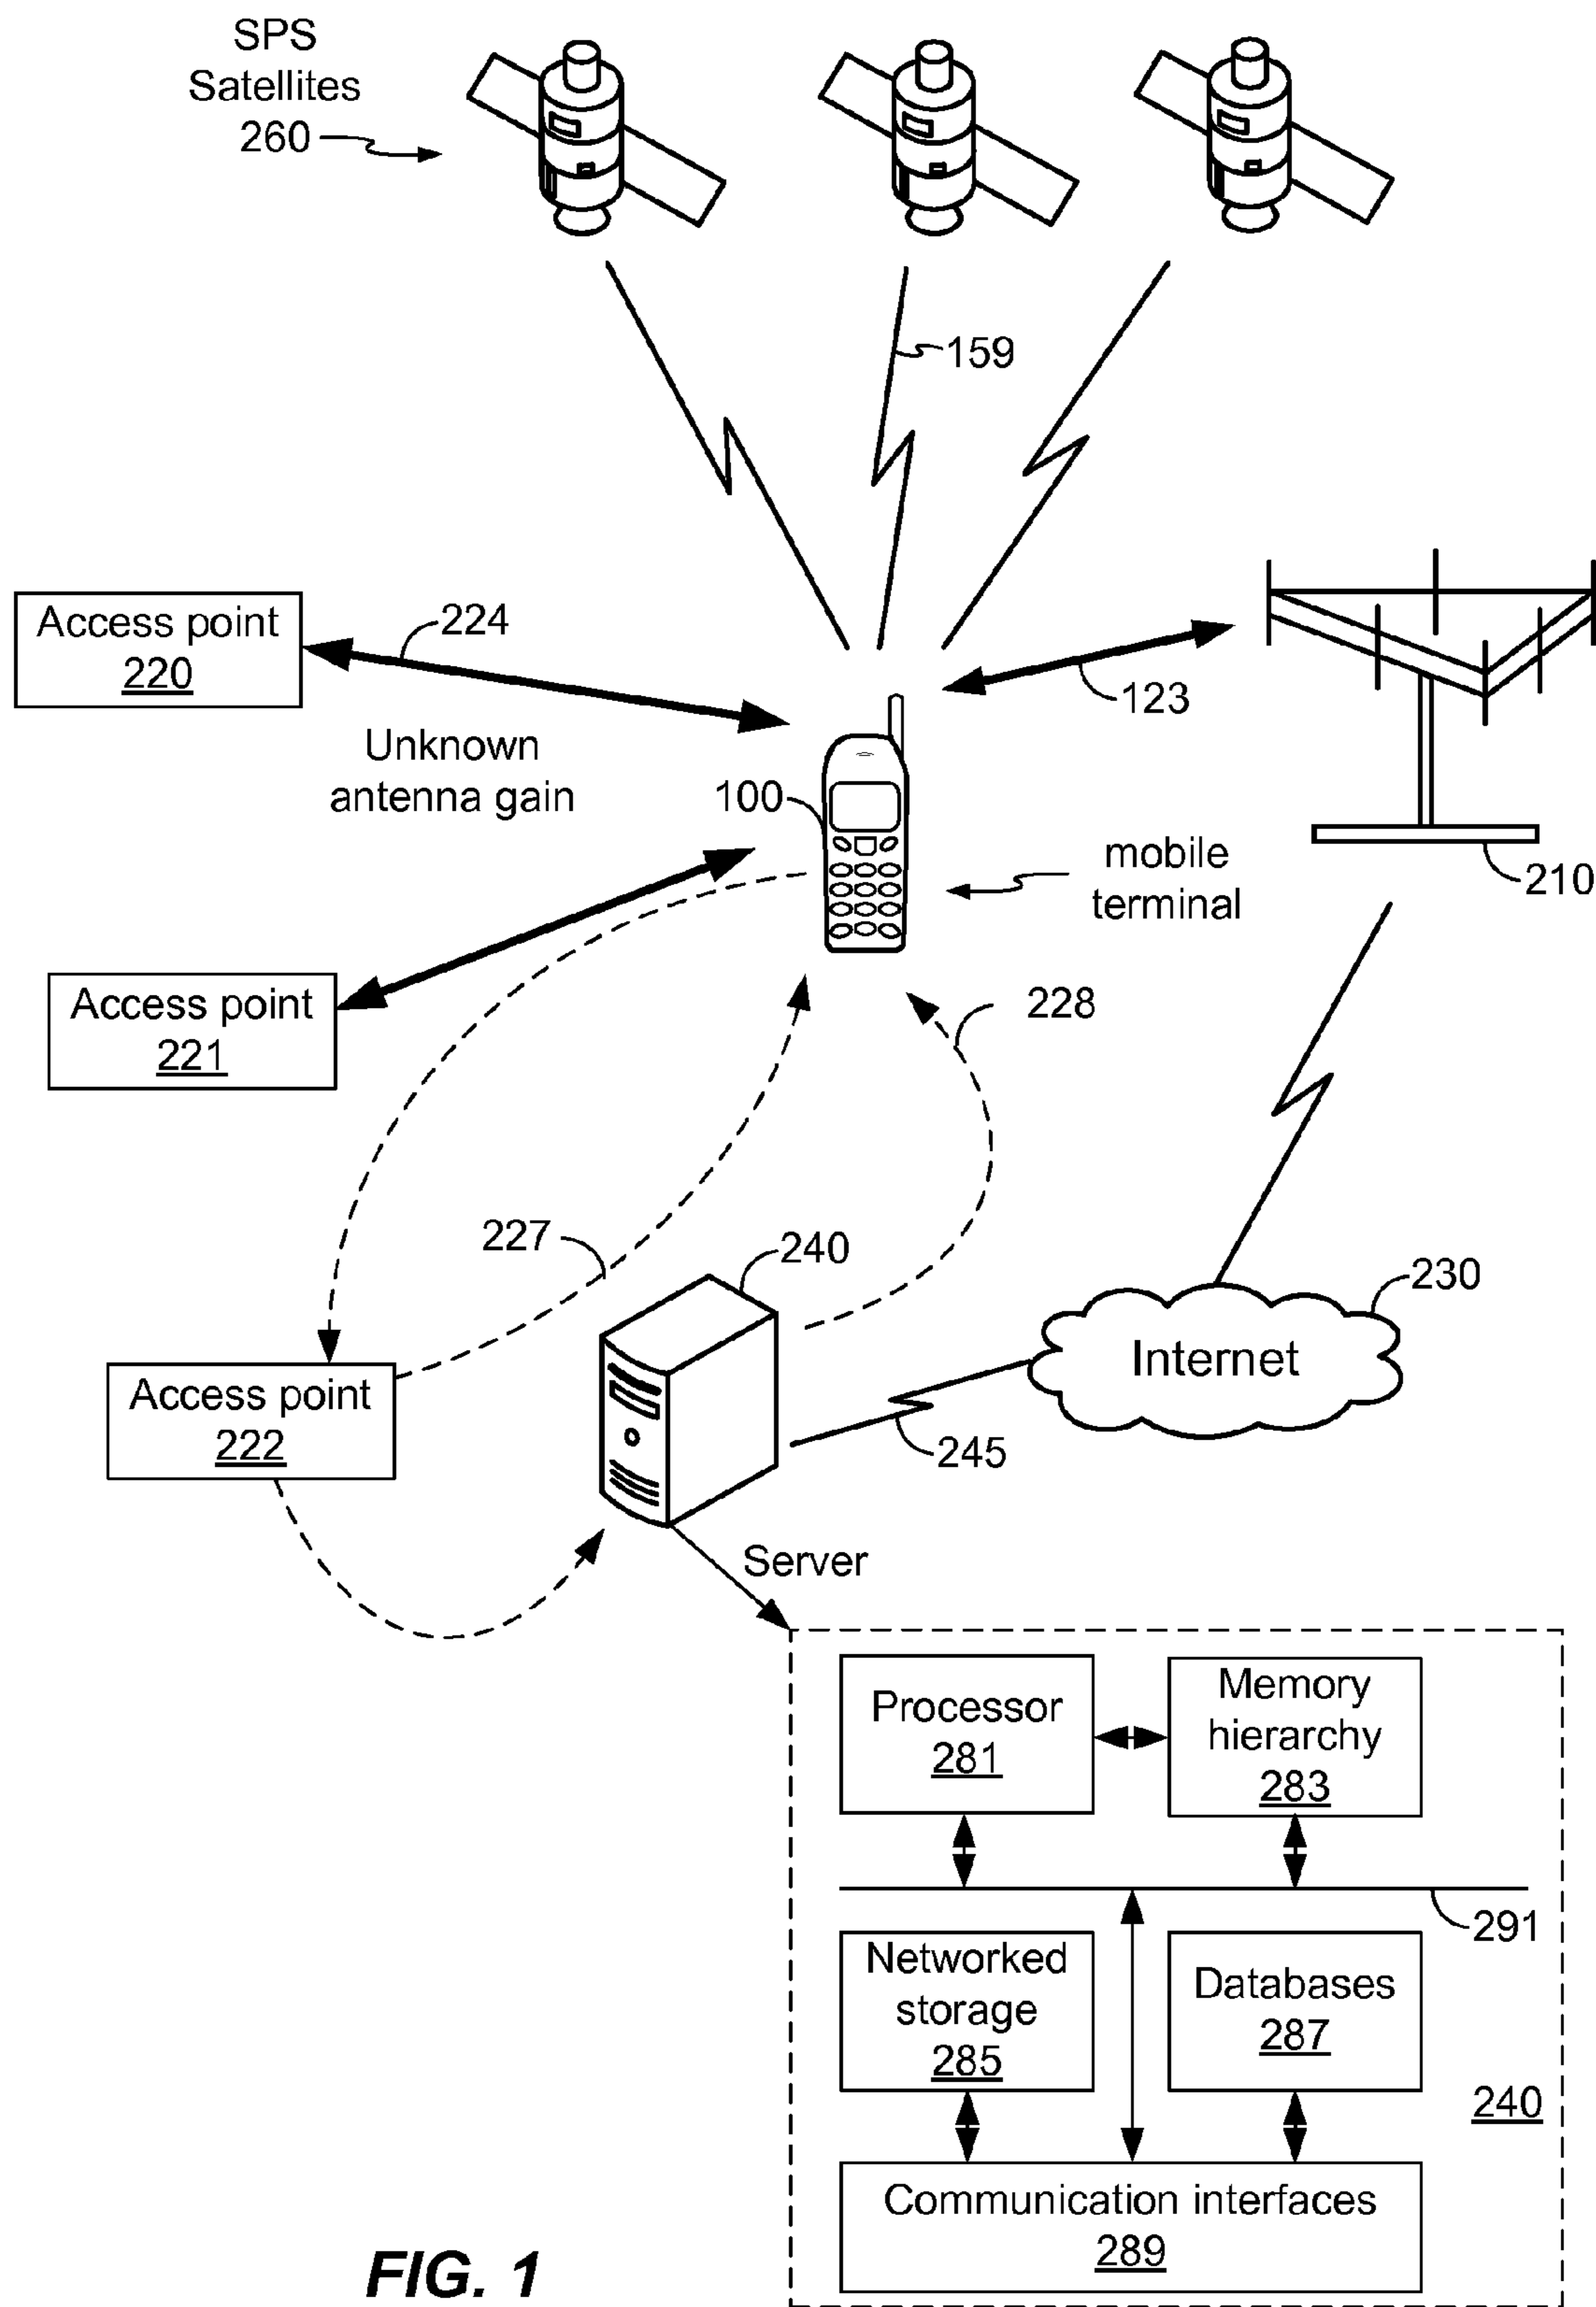 SPS
Satellites
260
159
Access point
220
224
123
Unknown
antenna gain
100
mobile
terminal
210
Access point
221
228
227
240
230
Internet
Access point
222
245
Server
Processor
281
Memory
hierarchy
283
291
Networked
storage
285
Databases
287
240
Communication interfaces
289
FIG. 1